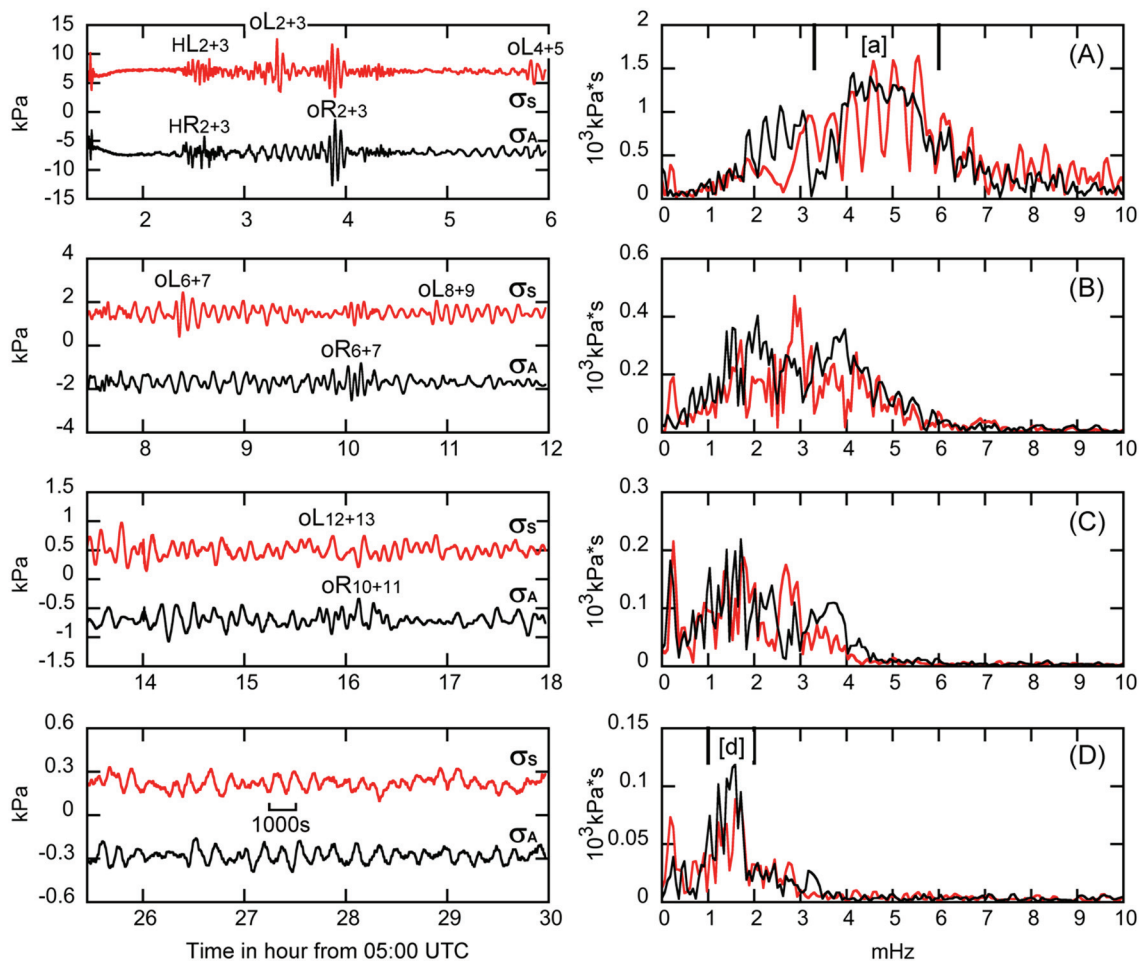 15
10
5
0
-5
-10
-15
kPa
HL2+3
oL2+3
oL4+5
σS
HR2+3
oR2+3
σA
2 3 4 5 6
2
1.5
1
0.5
0
10³kPa*s
[a]
(A)
0 1 2 3 4 5 6 7 8 9 10
4
2
0
-2
-4
kPa
oL6+7
oL8+9
σS
oR6+7
σA
8 9 10 11 12
0.6
0.4
0.2
0
10³kPa*s
(B)
0 1 2 3 4 5 6 7 8 9 10
1.5
1
0.5
0
-0.5
-1
-1.5
kPa
oL12+13
σS
oR10+11
σA
14 15 16 17 18
0.3
0.2
0.1
0
10³kPa*s
(C)
0 1 2 3 4 5 6 7 8 9 10
0.6
0.3
0
-0.3
-0.6
kPa
σS
1000s
σA
26 27 28 29 30
Time in hour from 05:00 UTC
0.15
0.1
0.05
0
10³kPa*s
[d]
(D)
0 1 2 3 4 5 6 7 8 9 10
mHz